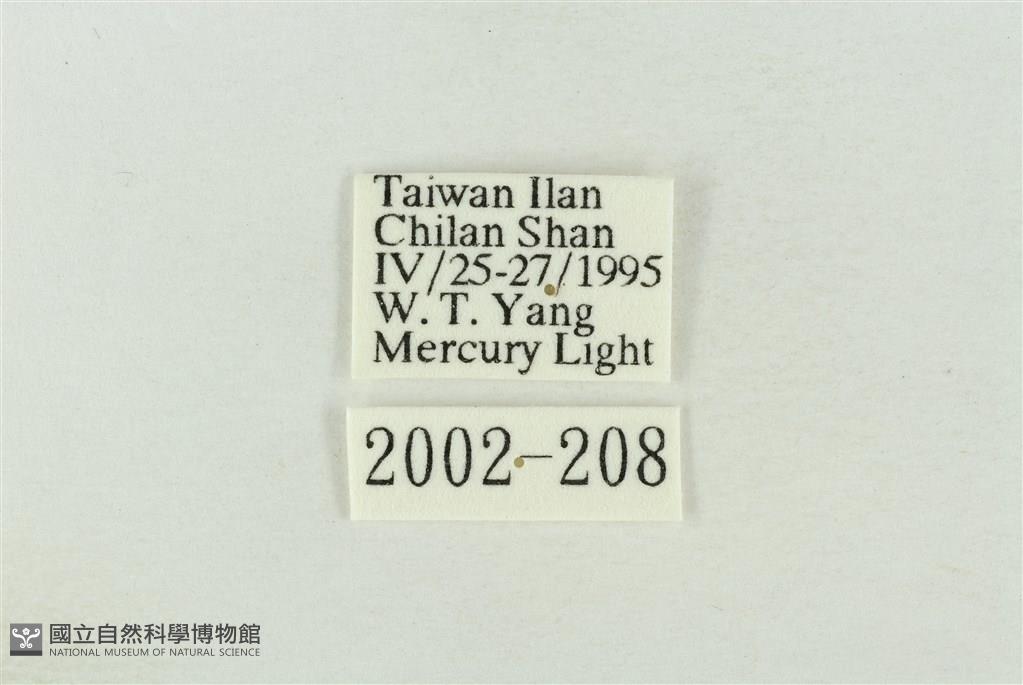 Taiwan Ilan
Chilan Shan
IV/25-27/1995
W. T. Yang
Mercury Light
2002-208
國立自然科學博物館
NATIONAL MUSEUM OF NATURAL SCIENCE